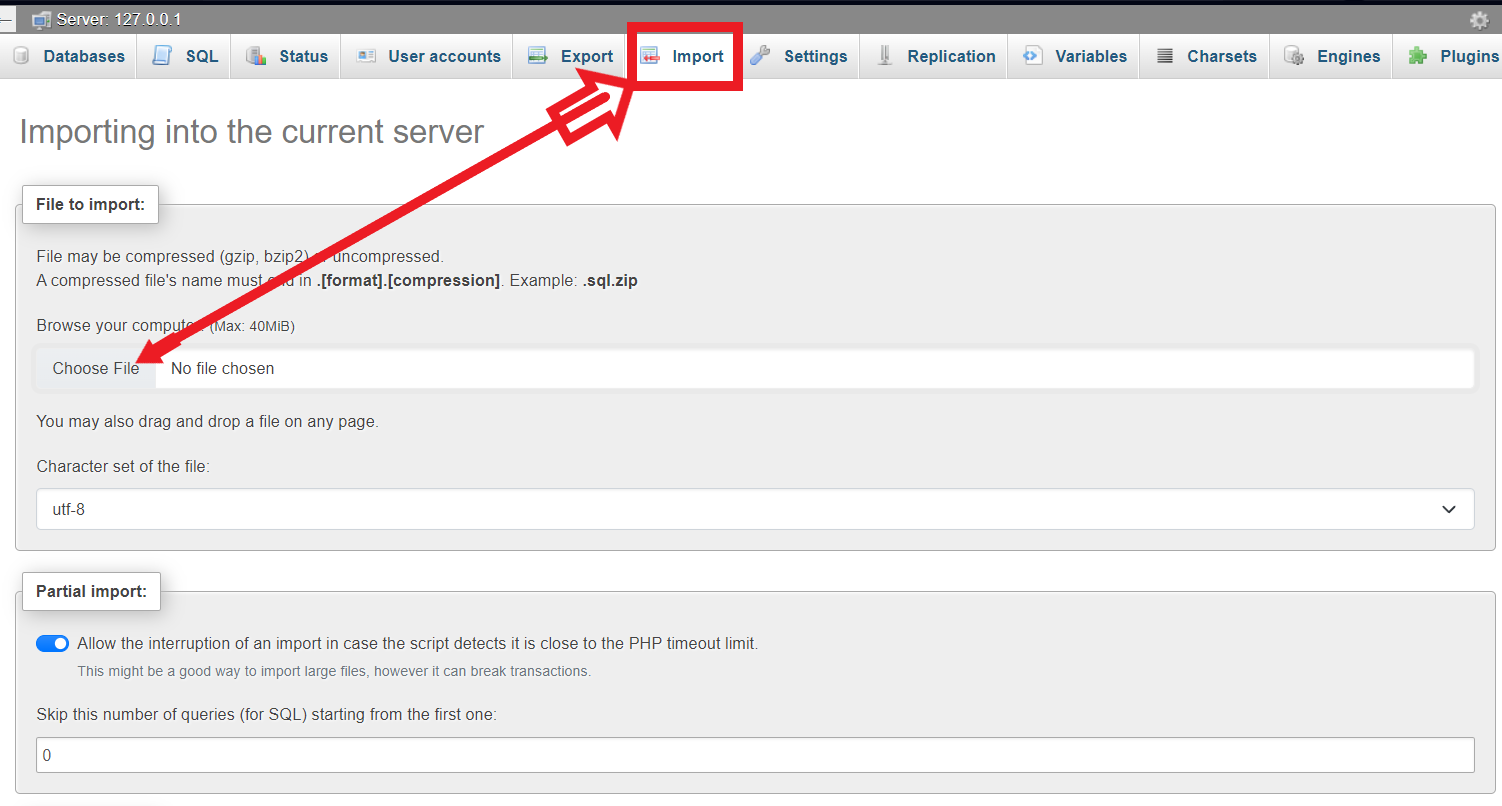 Server: 127.0.0.1
Databases SQL Status User accounts Export Import Settings Replication Variables Charsets Engines Plugins
Importing into the current server
File to import:
File may be compressed (gzip, bzip2) uncompressed.
A compressed file's name must in .[format].[compression]. Example: .sql.zip
Browse your computer: (Max: 40MiB)
Choose File No file chosen
You may also drag and drop a file on any page.
Character set of the file:
utf-8
Partial import:
Allow the interruption of an import in case the script detects it is close to the PHP timeout limit.
This might be a good way to import large files, however it can break transactions.
Skip this number of queries (for SQL) starting from the first one:
0